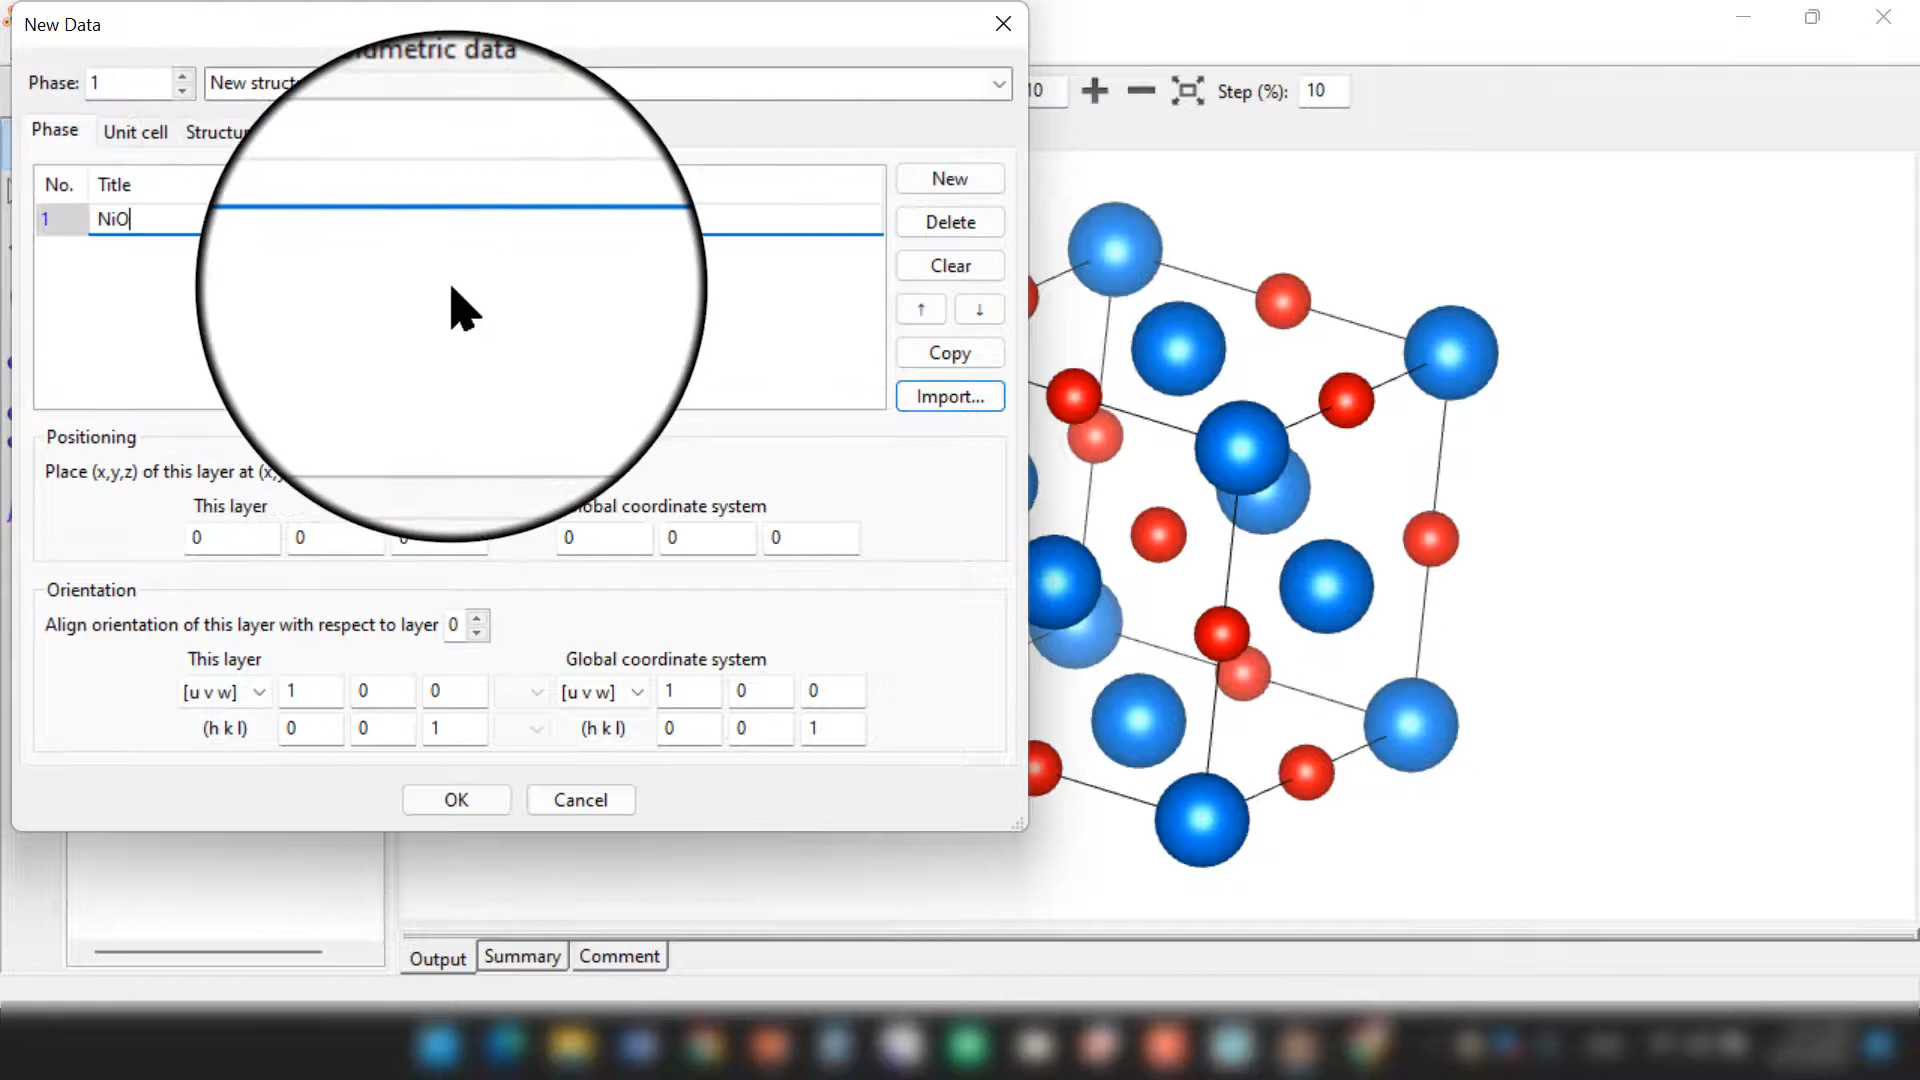 New Data
umetric data
Phase: 1 New struct
10 Step (%): 10
Phase Unit cell Structu
No. Title
1 NiO
New
Delete
Clear
↑ ↓
Copy
Import...
Positioning
Place (x,y,z) of this layer at (x,
This layer obal coordinate system
0 0 0 0 0 0
Orientation
Align orientation of this layer with respect to layer 0
This layer Global coordinate system
[u v w] 1 0 0 [u v w] 1 0 0
(h k l) 0 0 1 (h k l) 0 0 1
OK Cancel
Output Summary Comment